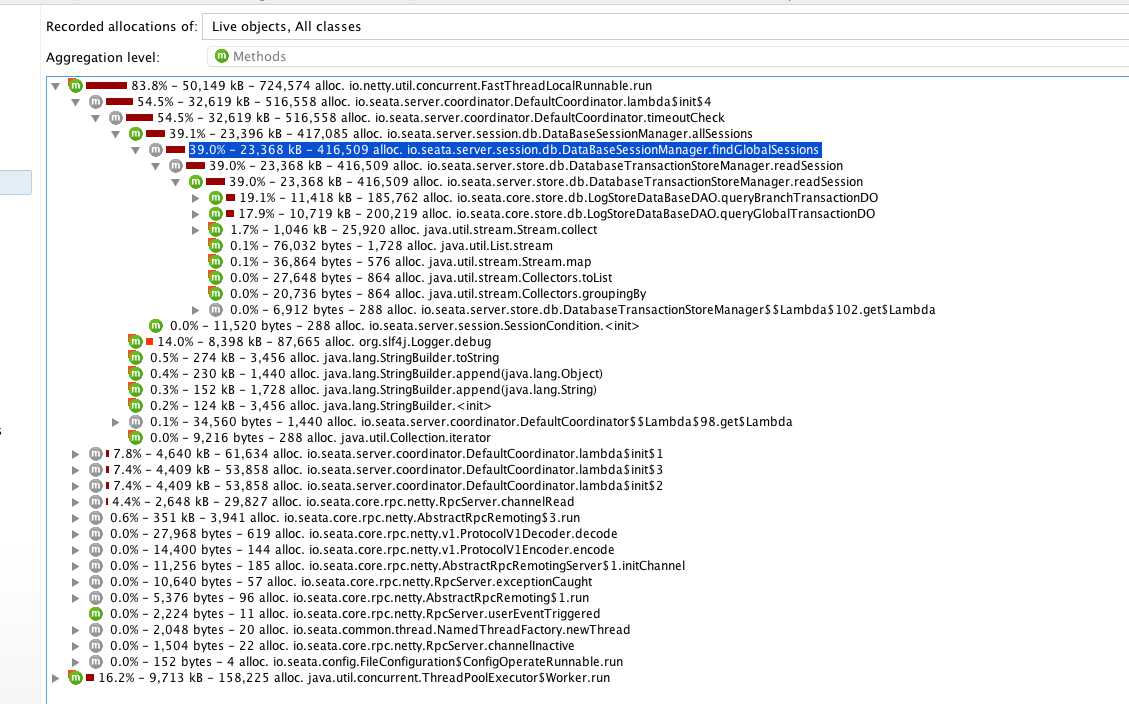 Recorded allocations of: Live objects, All classes
Aggregation level: m Methods
m 83.8% – 50,149 kB – 724,574 alloc. io.netty.util.concurrent.FastThreadLocalRunnable.run
m 54.5% – 32,619 kB – 516,558 alloc. io.seata.server.coordinator.DefaultCoordinator.lambda$init$4
m 54.5% – 32,619 kB – 516,558 alloc. io.seata.server.coordinator.DefaultCoordinator.timeoutCheck
m 39.1% – 23,396 kB – 417,085 alloc. io.seata.server.session.db.DataBaseSessionManager.allSessions
m 39.0% – 23,368 kB – 416,509 alloc. io.seata.server.session.db.DataBaseSessionManager.findGlobalSessions
m 39.0% – 23,368 kB – 416,509 alloc. io.seata.server.store.db.DatabaseTransactionStoreManager.readSession
m 39.0% – 23,368 kB – 416,509 alloc. io.seata.server.store.db.DatabaseTransactionStoreManager.readSession
m 19.1% – 11,418 kB – 185,762 alloc. io.seata.core.store.db.LogStoreDataBaseDAO.queryBranchTransactionDO
m 17.9% – 10,719 kB – 200,219 alloc. io.seata.core.store.db.LogStoreDataBaseDAO.queryGlobalTransactionDO
m 1.7% – 1,046 kB – 25,920 alloc. java.util.stream.Stream.collect
m 0.1% – 76,032 bytes – 1,728 alloc. java.util.List.stream
m 0.1% – 36,864 bytes – 576 alloc. java.util.stream.Stream.map
m 0.0% – 27,648 bytes – 864 alloc. java.util.stream.Collectors.toList
m 0.0% – 20,736 bytes – 864 alloc. java.util.stream.Collectors.groupingBy
m 0.0% – 6,912 bytes – 288 alloc. io.seata.server.store.db.DatabaseTransactionStoreManager$$Lambda$102.get$Lambda
m 0.0% – 11,520 bytes – 288 alloc. io.seata.server.session.SessionCondition.<init>
m 14.0% – 8,398 kB – 87,665 alloc. org.slf4j.Logger.debug
m 0.5% – 274 kB – 3,456 alloc. java.lang.StringBuilder.toString
m 0.4% – 230 kB – 1,440 alloc. java.lang.StringBuilder.append(java.lang.Object)
m 0.3% – 152 kB – 1,728 alloc. java.lang.StringBuilder.append(java.lang.String)
m 0.2% – 124 kB – 3,456 alloc. java.lang.StringBuilder.<init>
m 0.1% – 34,560 bytes – 1,440 alloc. io.seata.server.coordinator.DefaultCoordinator$$Lambda$98.get$Lambda
m 0.0% – 9,216 bytes – 288 alloc. java.util.Collection.iterator
m 7.8% – 4,640 kB – 61,634 alloc. io.seata.server.coordinator.DefaultCoordinator.lambda$init$1
m 7.4% – 4,409 kB – 53,858 alloc. io.seata.server.coordinator.DefaultCoordinator.lambda$init$3
m 7.4% – 4,409 kB – 53,858 alloc. io.seata.server.coordinator.DefaultCoordinator.lambda$init$2
m 4.4% – 2,648 kB – 29,827 alloc. io.seata.core.rpc.netty.RpcServer.channelRead
m 0.6% – 351 kB – 3,941 alloc. io.seata.core.rpc.netty.AbstractRpcRemoting$3.run
m 0.0% – 27,968 bytes – 619 alloc. io.seata.core.rpc.netty.v1.ProtocolV1Decoder.decode
m 0.0% – 14,400 bytes – 144 alloc. io.seata.core.rpc.netty.v1.ProtocolV1Encoder.encode
m 0.0% – 11,256 bytes – 185 alloc. io.seata.core.rpc.netty.AbstractRpcRemotingServer$1.initChannel
m 0.0% – 10,640 bytes – 57 alloc. io.seata.core.rpc.netty.RpcServer.exceptionCaught
m 0.0% – 5,376 bytes – 96 alloc. io.seata.core.rpc.netty.AbstractRpcRemoting$1.run
m 0.0% – 2,224 bytes – 11 alloc. io.seata.core.rpc.netty.RpcServer.userEventTriggered
m 0.0% – 2,048 bytes – 20 alloc. io.seata.common.thread.NamedThreadFactory.newThread
m 0.0% – 1,504 bytes – 22 alloc. io.seata.core.rpc.netty.RpcServer.channelInactive
m 0.0% – 152 bytes – 4 alloc. io.seata.config.FileConfiguration$ConfigOperateRunnable.run
m 16.2% – 9,713 kB – 158,225 alloc. java.util.concurrent.ThreadPoolExecutor$Worker.run